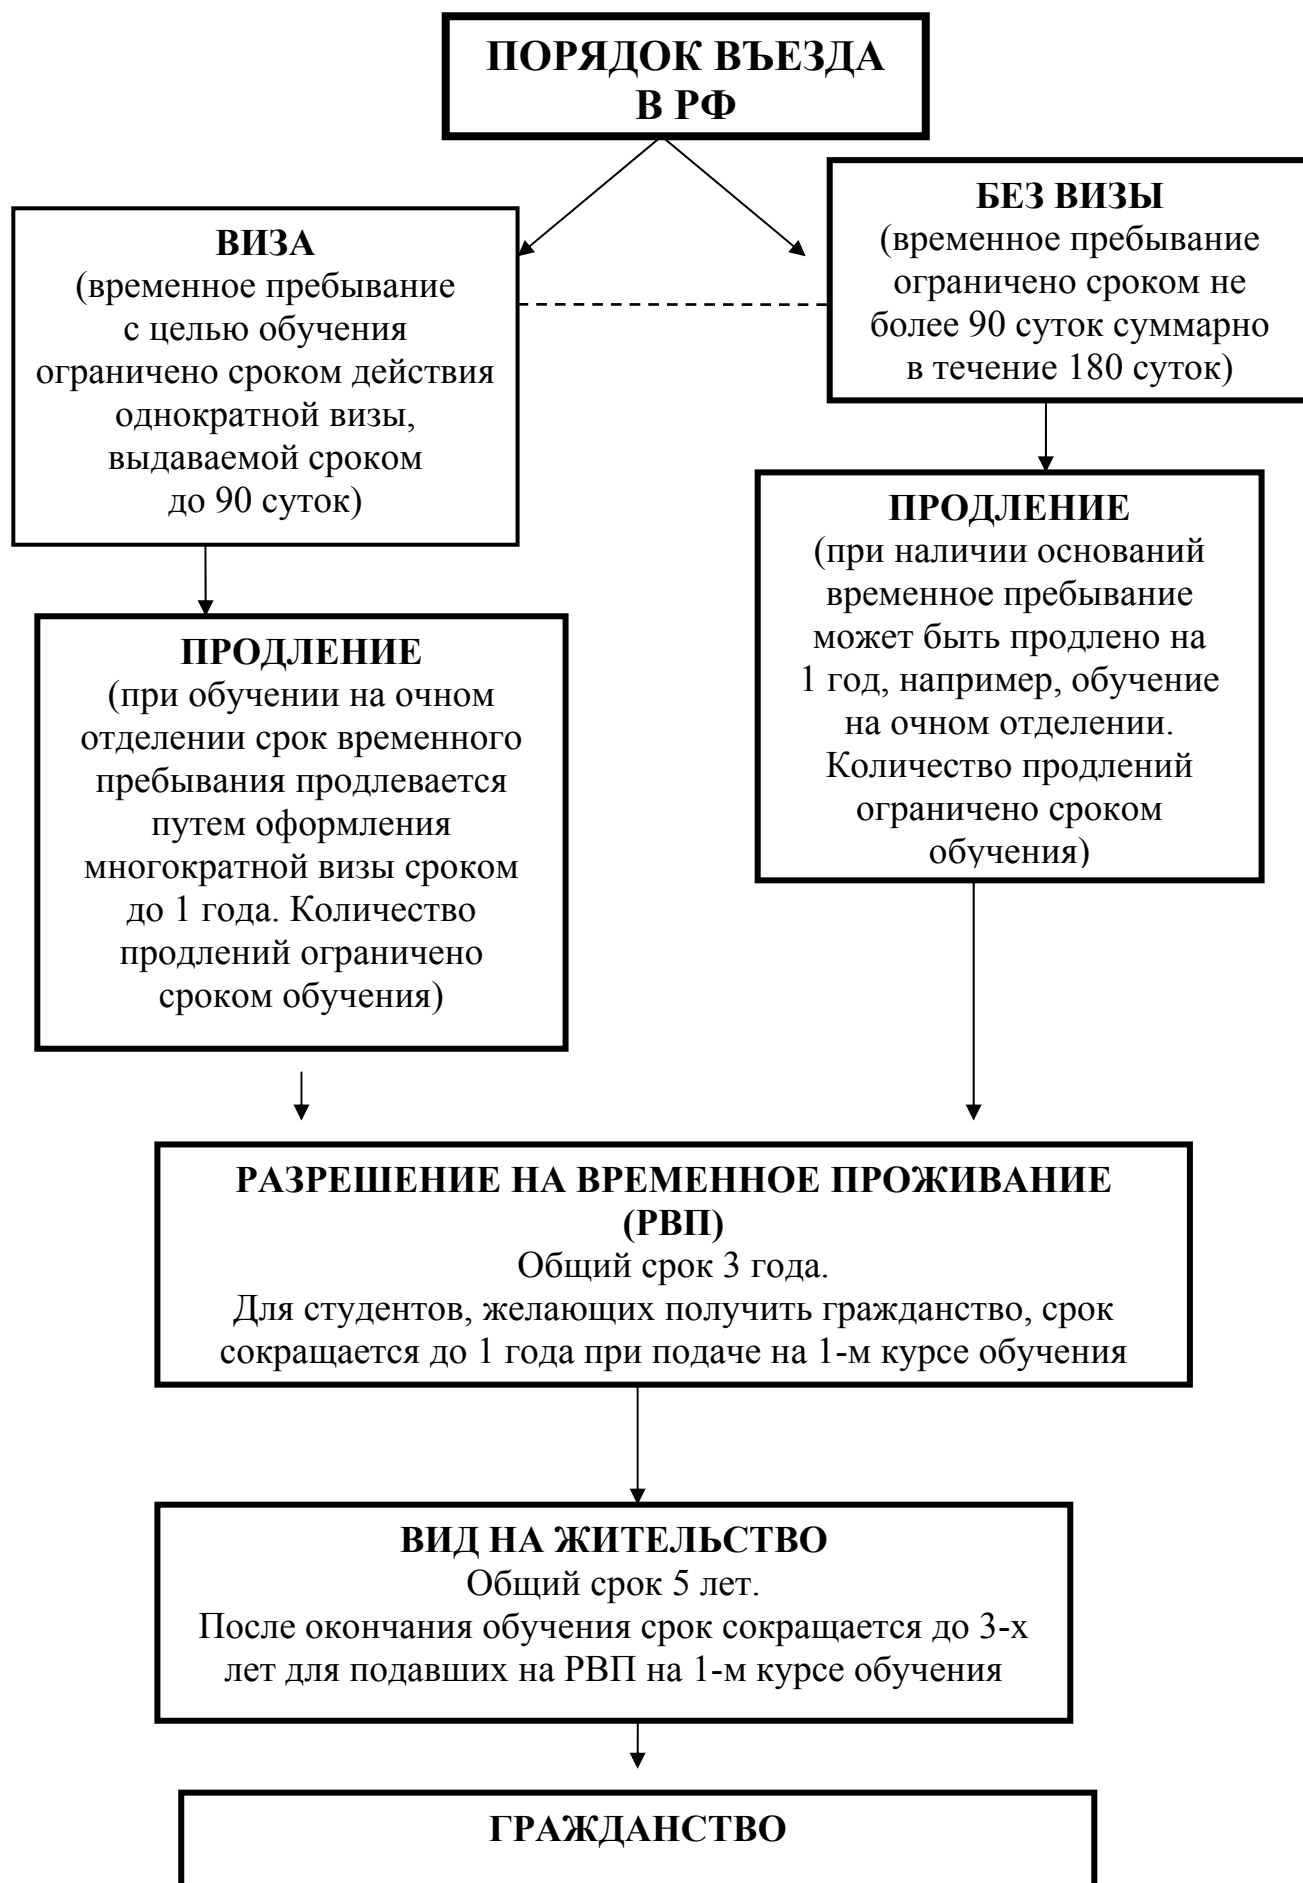 ПОРЯДОК ВЪЕЗДА
В РФ
ВИЗА
(временное пребывание
с целью обучения
ограничено сроком действия
однократной визы,
выдаваемой сроком
до 90 суток)
БЕЗ ВИЗЫ
(временное пребывание
ограничено сроком не
более 90 суток суммарно
в течение 180 суток)
ПРОДЛЕНИЕ
(при обучении на очном
отделении срок временного
пребывания продлевается
путем оформления
многократной визы сроком
до 1 года. Количество
продлений ограничено
сроком обучения)
ПРОДЛЕНИЕ
(при наличии оснований
временное пребывание
может быть продлено на
1 год, например, обучение
на очном отделении.
Количество продлений
ограничено сроком
обучения)
РАЗРЕШЕНИЕ НА ВРЕМЕННОЕ ПРОЖИВАНИЕ
(РВП)
Общий срок 3 года.
Для студентов, желающих получить гражданство, срок
сокращается до 1 года при подаче на 1-м курсе обучения
ВИД НА ЖИТЕЛЬСТВО
Общий срок 5 лет.
После окончания обучения срок сокращается до 3-х
лет для подавших на РВП на 1-м курсе обучения
ГРАЖДАНСТВО